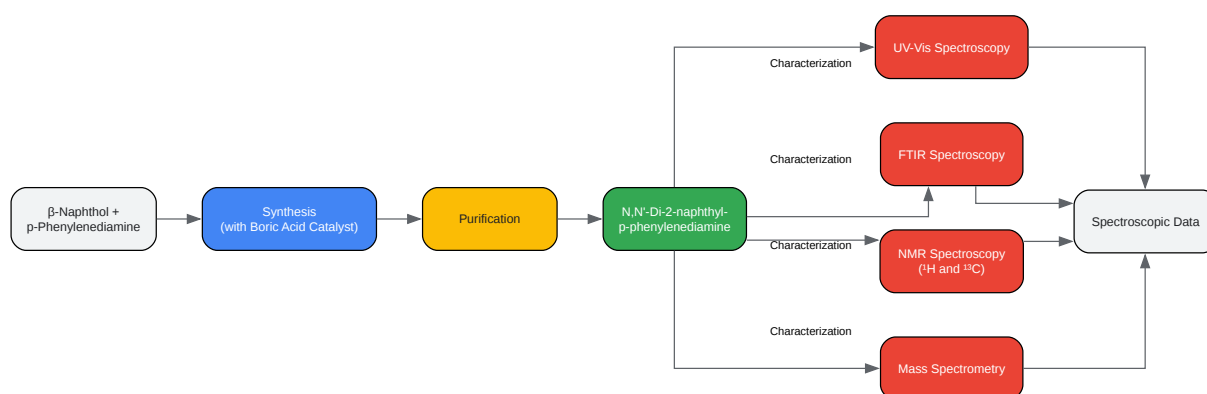 UV-Vis Spectroscopy
Characterization
FTIR Spectroscopy
Characterization
β-Naphthol +
p-Phenylenediamine
Synthesis
(with Boric Acid Catalyst)
Purification
N,N'-Di-2-naphthyl-
p-phenylenediamine
Spectroscopic Data
Characterization
NMR Spectroscopy
(¹H and ¹³C)
Characterization
Mass Spectrometry